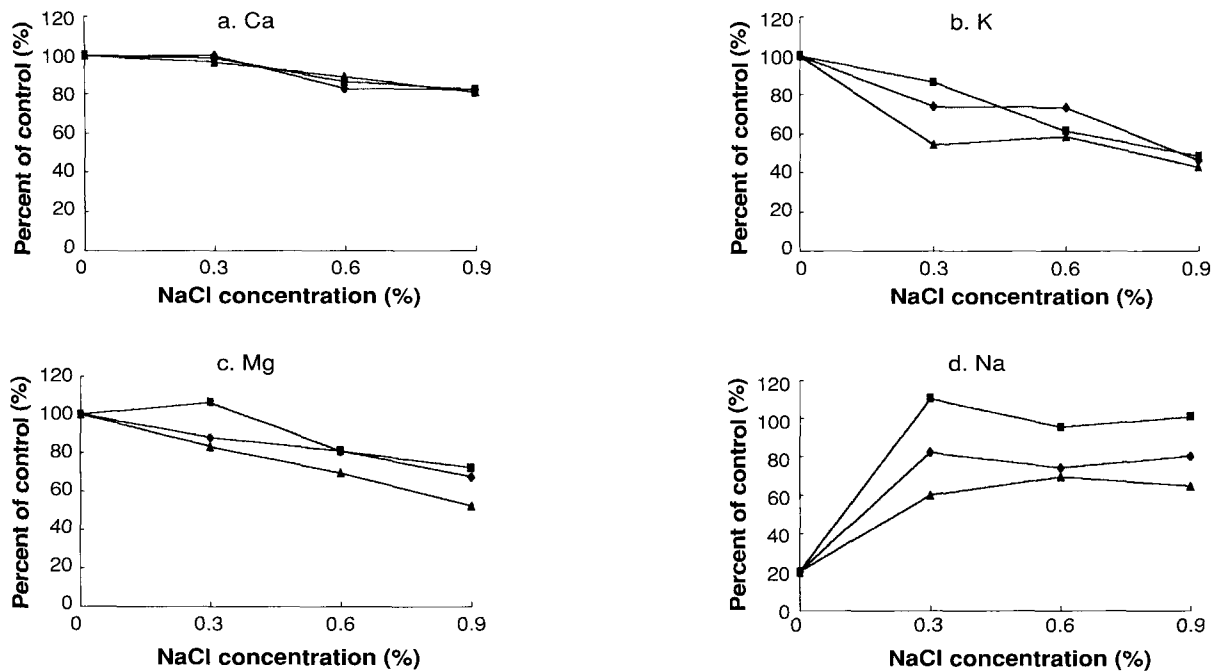 a. Ca
Percent of control (%)
120
100
80
60
40
20
0
0 0.3 0.6 0.9
NaCl concentration (%)
b. K
Percent of control (%)
120
100
80
60
40
20
0
0 0.3 0.6 0.9
NaCl concentration (%)
c. Mg
Percent of control (%)
120
100
80
60
40
20
0
0 0.3 0.6 0.9
NaCl concentration (%)
d. Na
Percent of control (%)
120
100
80
60
40
20
0
0 0.3 0.6 0.9
NaCl concentration (%)